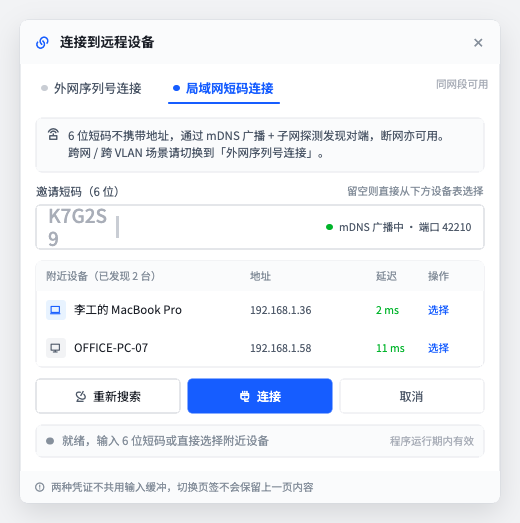 连接到远程设备
外网序列号连接
局域网短码连接
同网段可用
6 位短码不携带地址，通过 mDNS 广播 + 子网探测发现对端，断网亦可用。
跨网 / 跨 VLAN 场景请切换到「外网序列号连接」。
邀请短码（6 位）
留空则直接从下方设备表选择
K7G2S
9
mDNS 广播中 · 端口 42210
附近设备（已发现 2 台） 地址 延迟 操作
李工的 MacBook Pro 192.168.1.36 2 ms 选择
OFFICE-PC-07 192.168.1.58 11 ms 选择
重新搜索
连接
取消
就绪，输入 6 位短码或直接选择附近设备
程序运行期内有效
两种凭证不共用输入缓冲，切换页签不会保留上一页内容